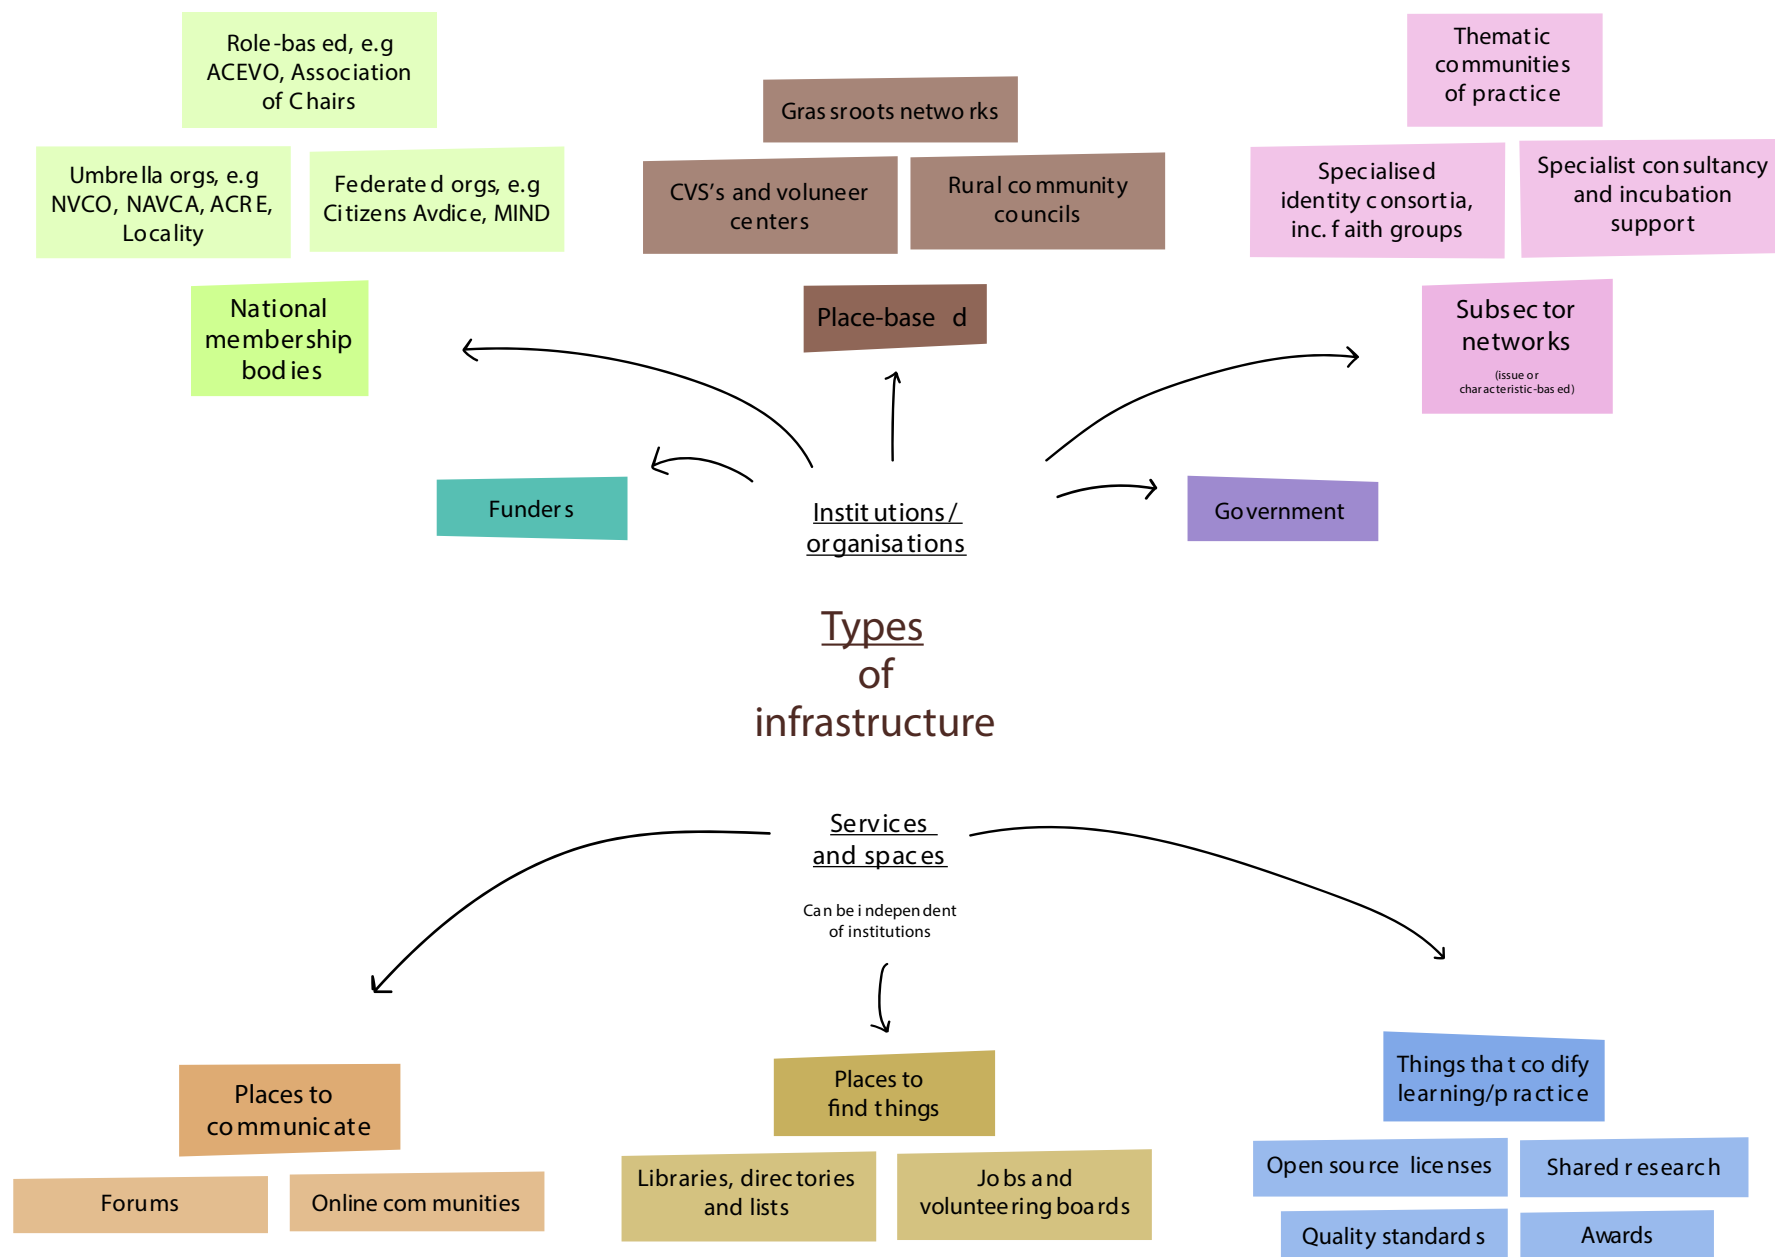 Role-based, e.g
ACEVO, Association
of Chairs
Umbrella orgs, e.g
NVCO, NAVCA, ACRE,
Locality
Federated orgs, e.g
Citizens Avdice, MIND
National
membership
bodies
Grassroots networks
CVS's and voluneer
centers
Rural community
councils
Place-based
Thematic
communities
of practice
Specialised
identity consortia,
inc. faith groups
Specialist consultancy
and incubation
support
Subsector
networks
(issue or
characteristic-based)
Funders
Institutions/
organisations
Government
Types
of
infrastructure
Services
and spaces
Can be independent
of institutions
Places to
communicate
Forums
Online communities
Places to
find things
Libraries, directories
and lists
Jobs and
volunteering boards
Things that codify
learning/practice
Open source licenses
Shared research
Quality standards
Awards